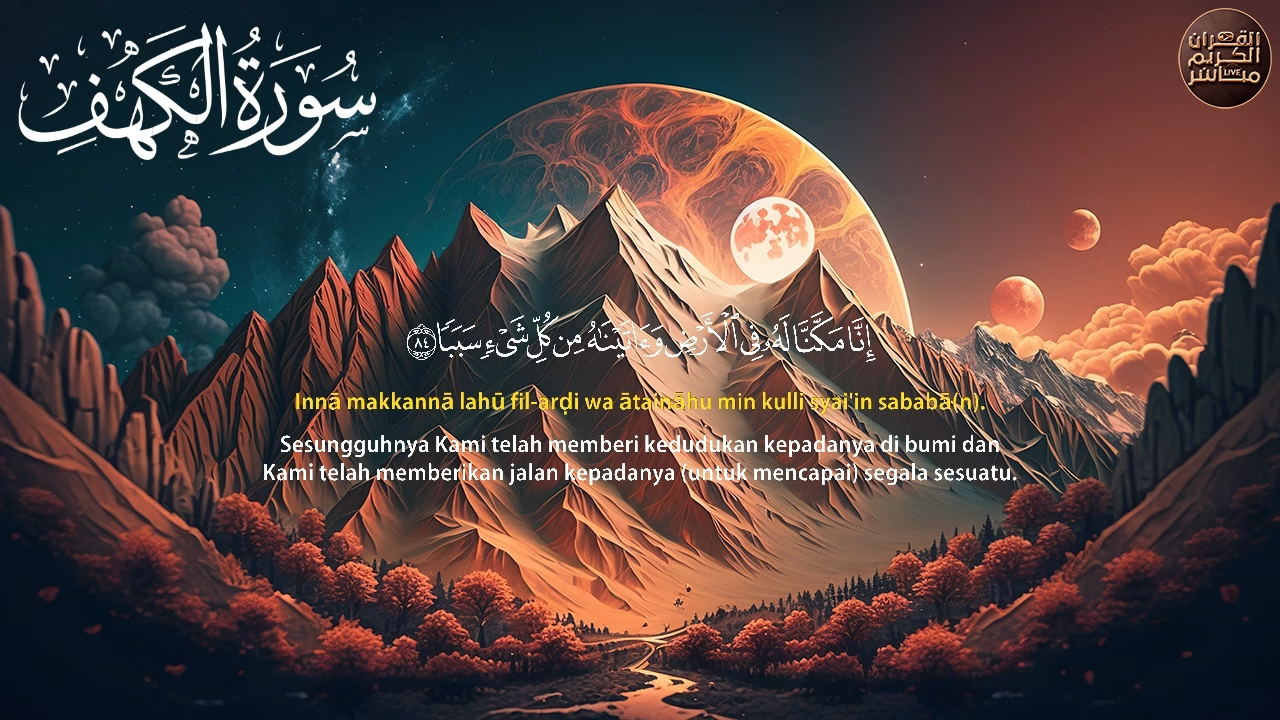 سُورَةُ الْكَهْفِ
القرآن
الكريم
مباشر
LIVE
إِنَّا مَكَّنَّا لَهُۥ فِى ٱلْأَرْضِ وَءَاتَيْنَٰهُ مِن كُلِّ شَىْءٍ سَبَبًا ٨٤
Innā makkannā lahū fil-arḍi wa ātaināhu min kulli syai'in sababā(n).
Sesungguhnya Kami telah memberi kedudukan kepadanya di bumi dan
Kami telah memberikan jalan kepadanya (untuk mencapai) segala sesuatu.